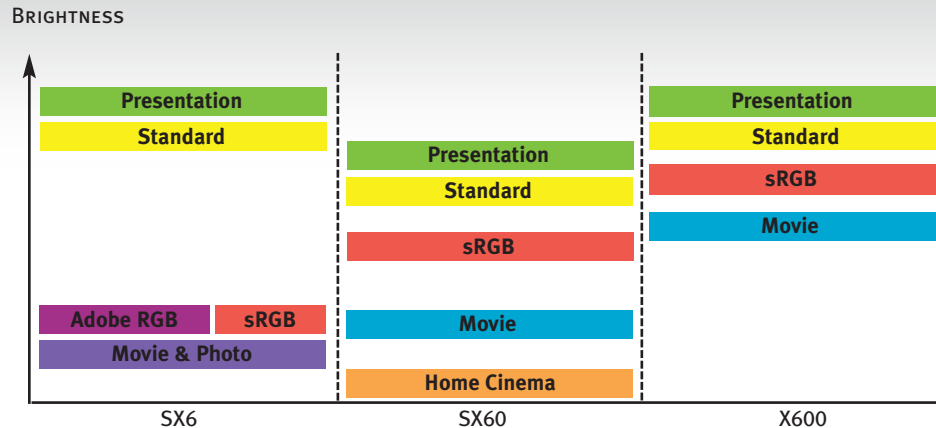 BRIGHTNESS
Presentation
Standard
Adobe RGB sRGB
Movie & Photo
SX6
Presentation
Standard
sRGB
Movie
Home Cinema
SX60
Presentation
Standard
sRGB
Movie
X600